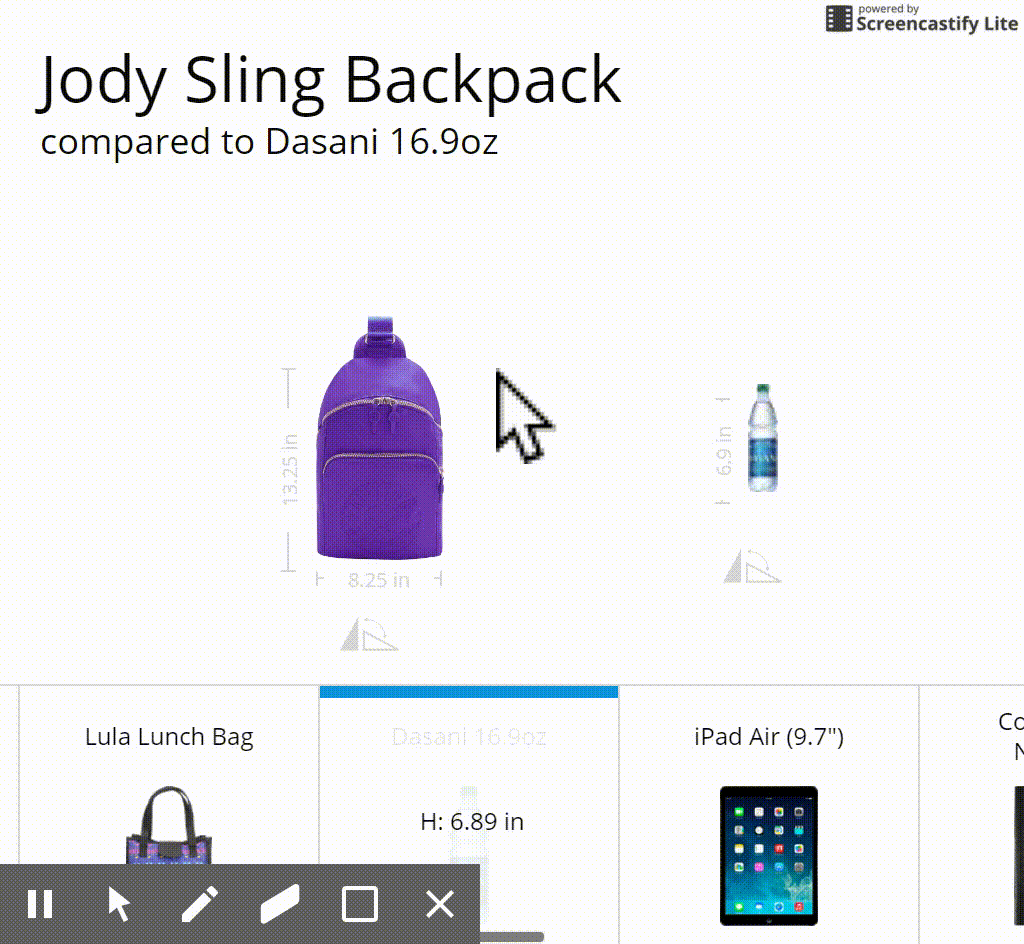 powered by
Screencastify Lite
Jody Sling Backpack
compared to Dasani 16.9oz
13.25 in
8.25 in
6.9 in
Lula Lunch Bag
Dasani 16.9oz
H: 6.89 in
iPad Air (9.7")
Co
N